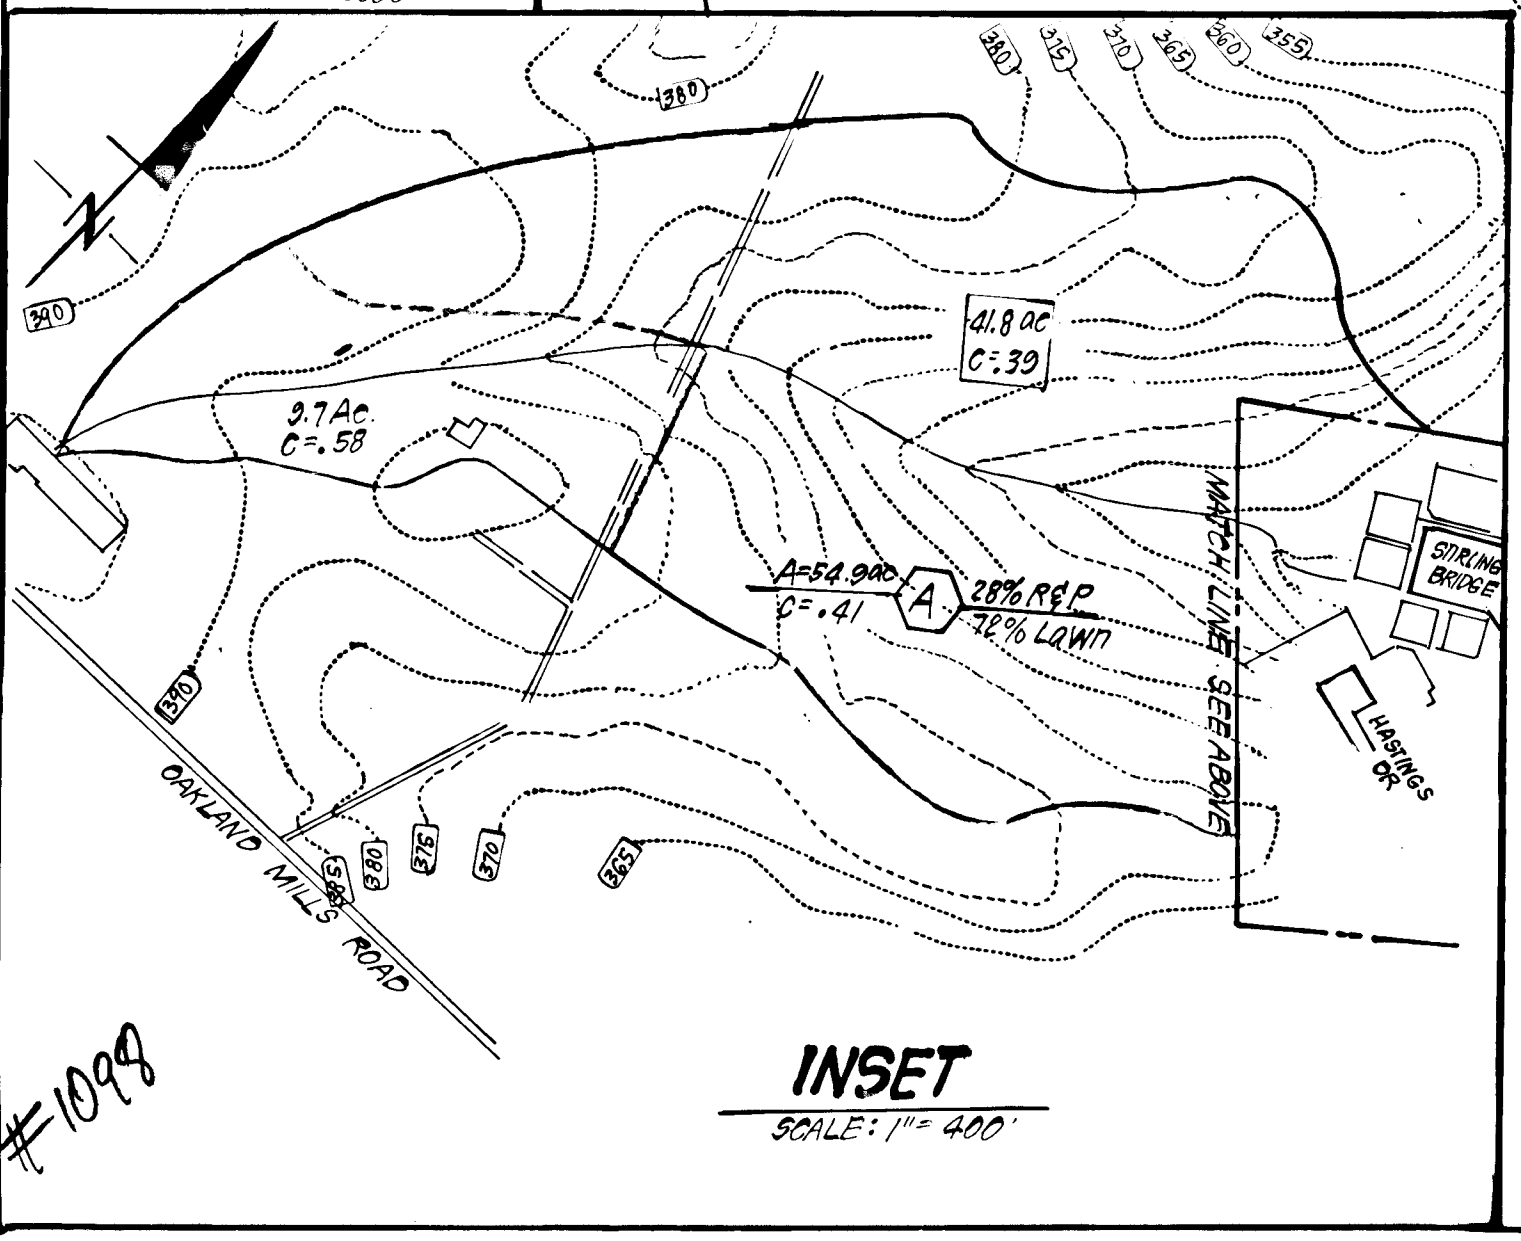 380
375
370
365
360
355
380
N
390
41.8 ac
C=.39
9.7 Ac.
C=.58
MATCH LINE SEE ABOVE
STIRLING
BRIDGE
A=54.9ac
C=.41
A
28% R&P
72% LAWN
390
HASTINGS
DR
OAKLAND MILLS ROAD
385
380
375
370
365
INSET
SCALE: 1"= 400'
#1098